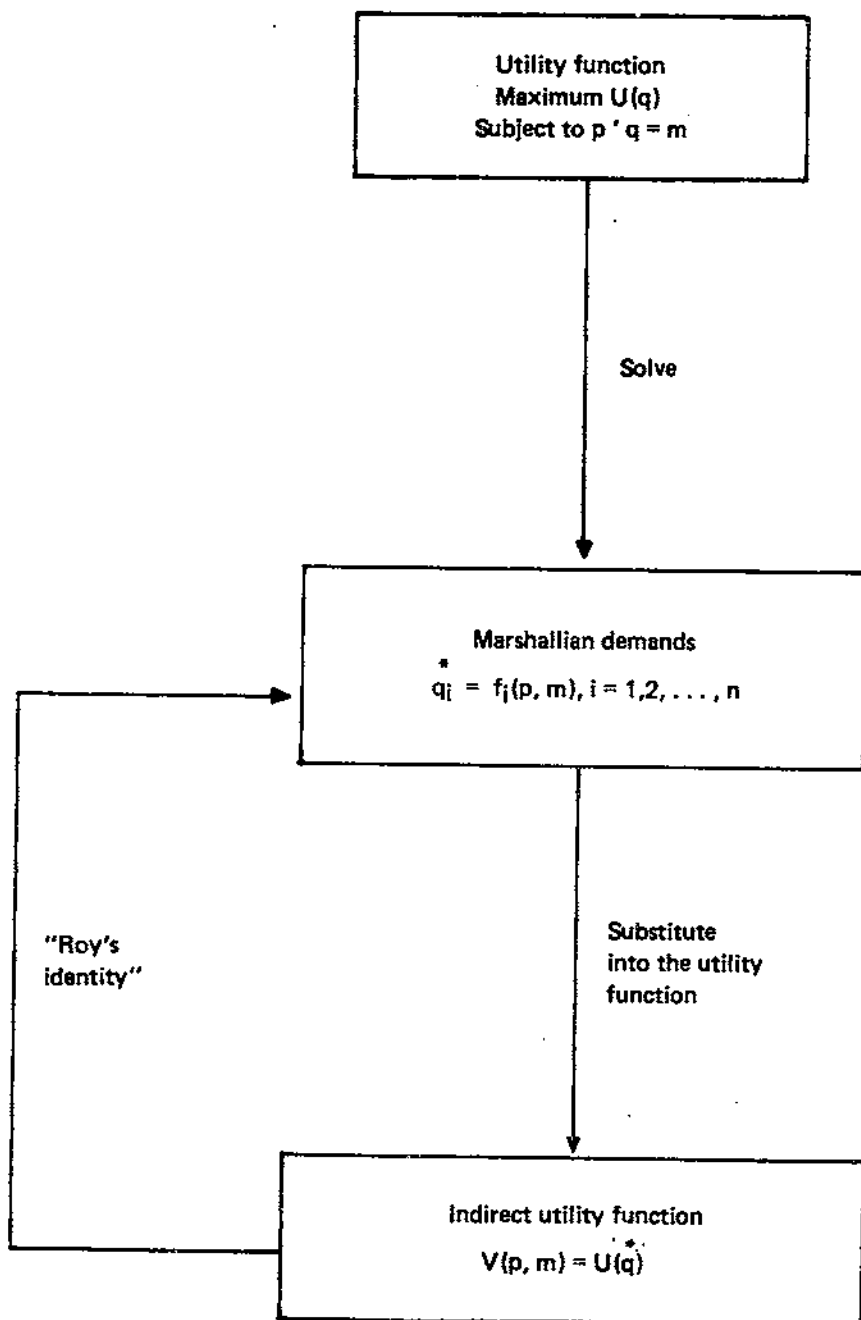 Utility function
Maximum U(q)
Subject to p ' q = m
Solve
Marshallian demands
*
qi = fi(p, m), i = 1,2, . . . , n
"Roy's
identity"
Substitute
into the utility
function
Indirect utility function
*
V(p, m) = U(q)